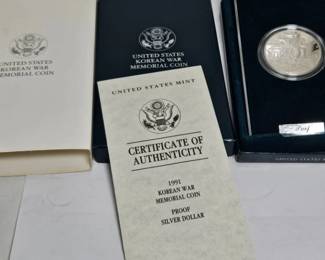 UNITED STATES
KOREAN WAR
MEMORIAL COIN
UNITED STATES
KOREAN WAR
MEMORIAL COIN
UNITED STATES MINT
CERTIFICATE OF
AUTHENTICITY
1991
KOREAN WAR
MEMORIAL COIN
PROOF
SILVER DOLLAR
Proof